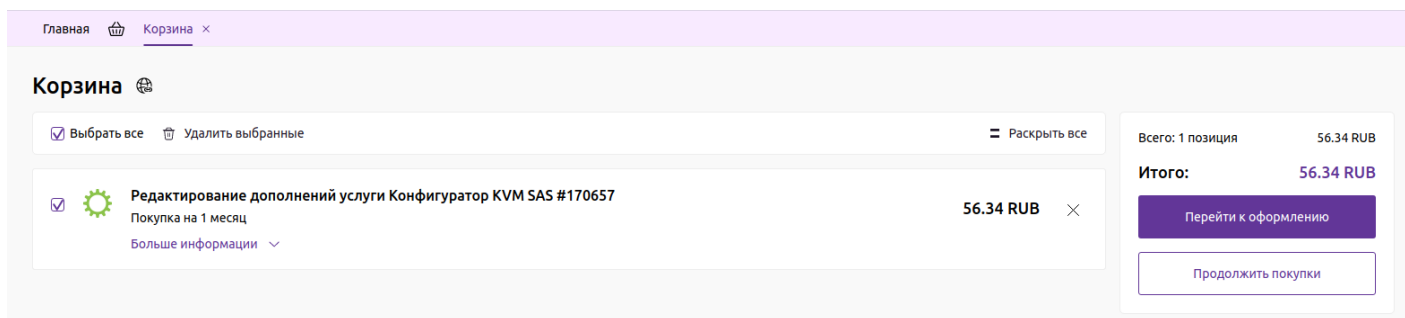 Главная Корзина ×
Корзина
Выбрать все Удалить выбранные Раскрыть все
Редактирование дополнений услуги Конфигуратор KVM SAS #170657
Покупка на 1 месяц
56.34 RUB
Больше информации
Всего: 1 позиция 56.34 RUB
Итого: 56.34 RUB
Перейти к оформлению
Продолжить покупки